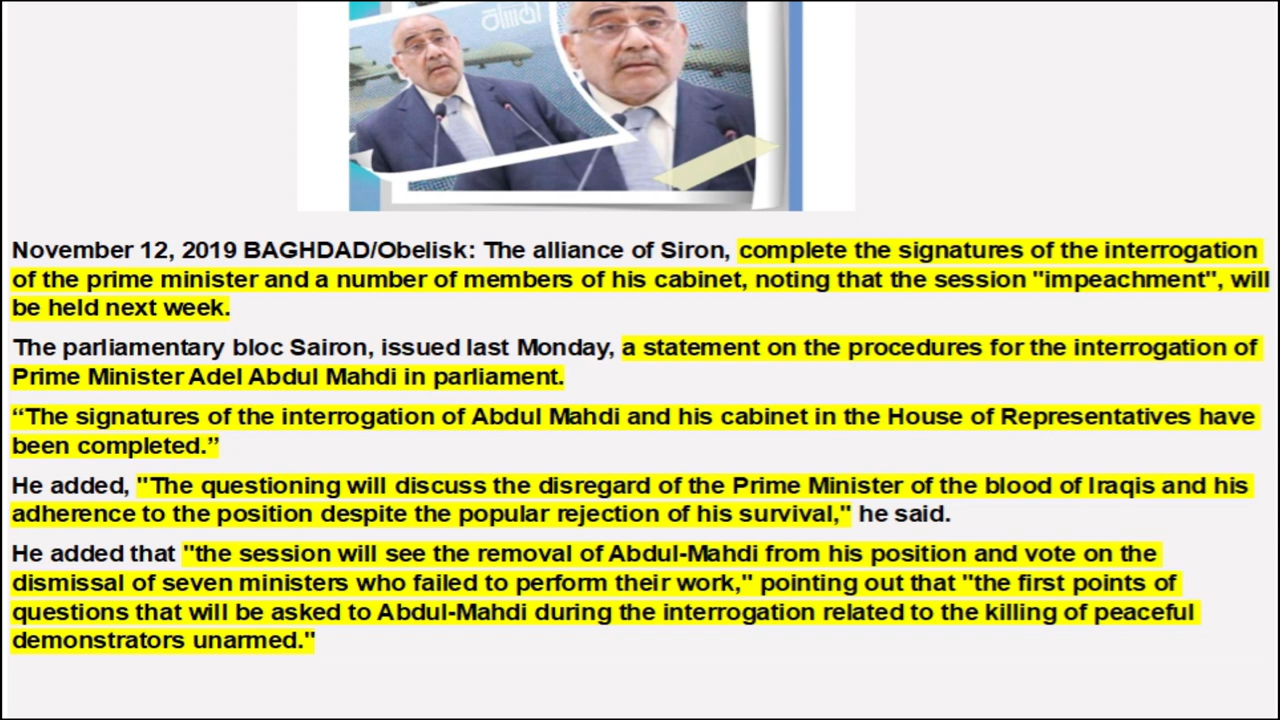 المسلة
November 12, 2019 BAGHDAD/Obelisk: The alliance of Siron, complete the signatures of the interrogation
of the prime minister and a number of members of his cabinet, noting that the session "impeachment", will
be held next week.
The parliamentary bloc Sairon, issued last Monday, a statement on the procedures for the interrogation of
Prime Minister Adel Abdul Mahdi in parliament.
“The signatures of the interrogation of Abdul Mahdi and his cabinet in the House of Representatives have
been completed.”
He added, "The questioning will discuss the disregard of the Prime Minister of the blood of Iraqis and his
adherence to the position despite the popular rejection of his survival," he said.
He added that "the session will see the removal of Abdul-Mahdi from his position and vote on the
dismissal of seven ministers who failed to perform their work," pointing out that "the first points of
questions that will be asked to Abdul-Mahdi during the interrogation related to the killing of peaceful
demonstrators unarmed."